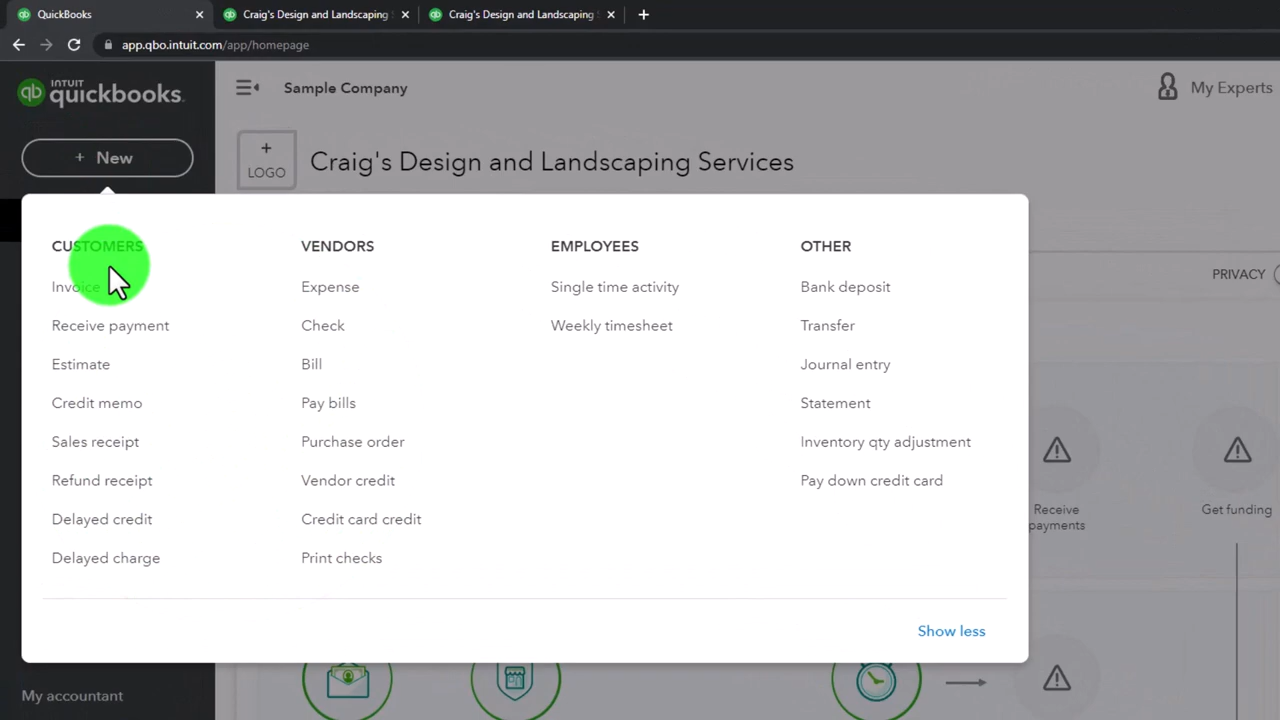 QuickBooks
Craig's Design and Landscaping
Craig's Design and Landscaping
app.qbo.intuit.com/app/homepage
qb INTUIT quickbooks.
Sample Company
My Experts
+ New
+ LOGO
Craig's Design and Landscaping Services
CUSTOMERS
Invoice
Receive payment
Estimate
Credit memo
Sales receipt
Refund receipt
Delayed credit
Delayed charge
VENDORS
Expense
Check
Bill
Pay bills
Purchase order
Vendor credit
Credit card credit
Print checks
EMPLOYEES
Single time activity
Weekly timesheet
OTHER
Bank deposit
Transfer
Journal entry
Statement
Inventory qty adjustment
Pay down credit card
Show less
PRIVACY
Receive
payments
Get funding
My accountant